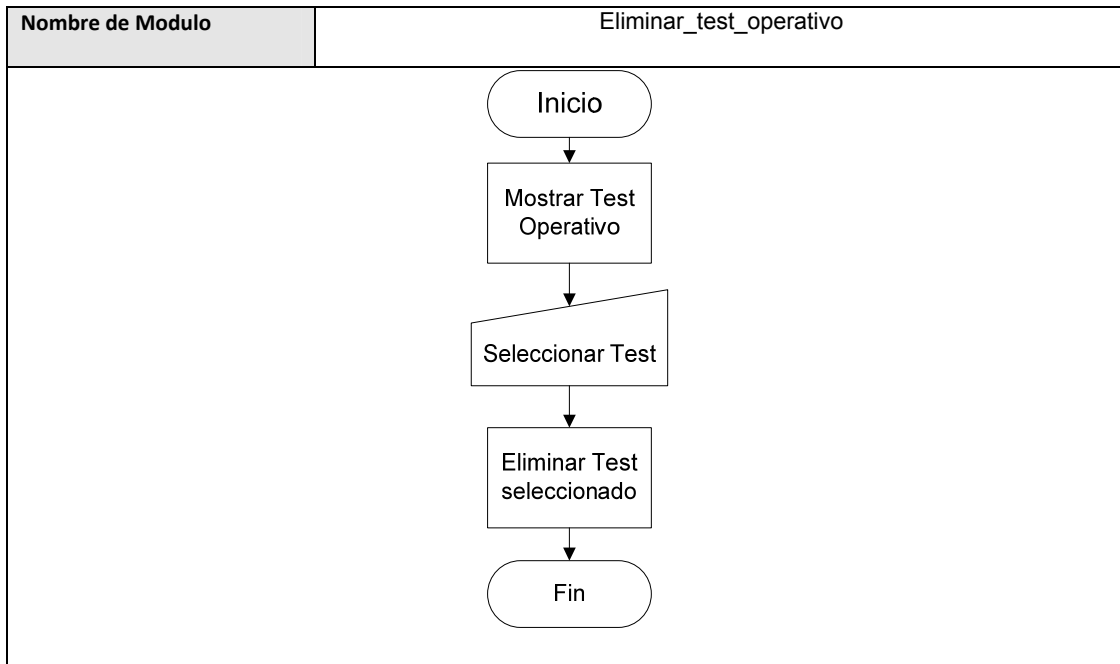 Nombre de Modulo
Eliminar_test_operativo
Inicio
Mostrar Test
Operativo
Seleccionar Test
Eliminar Test
seleccionado
Fin